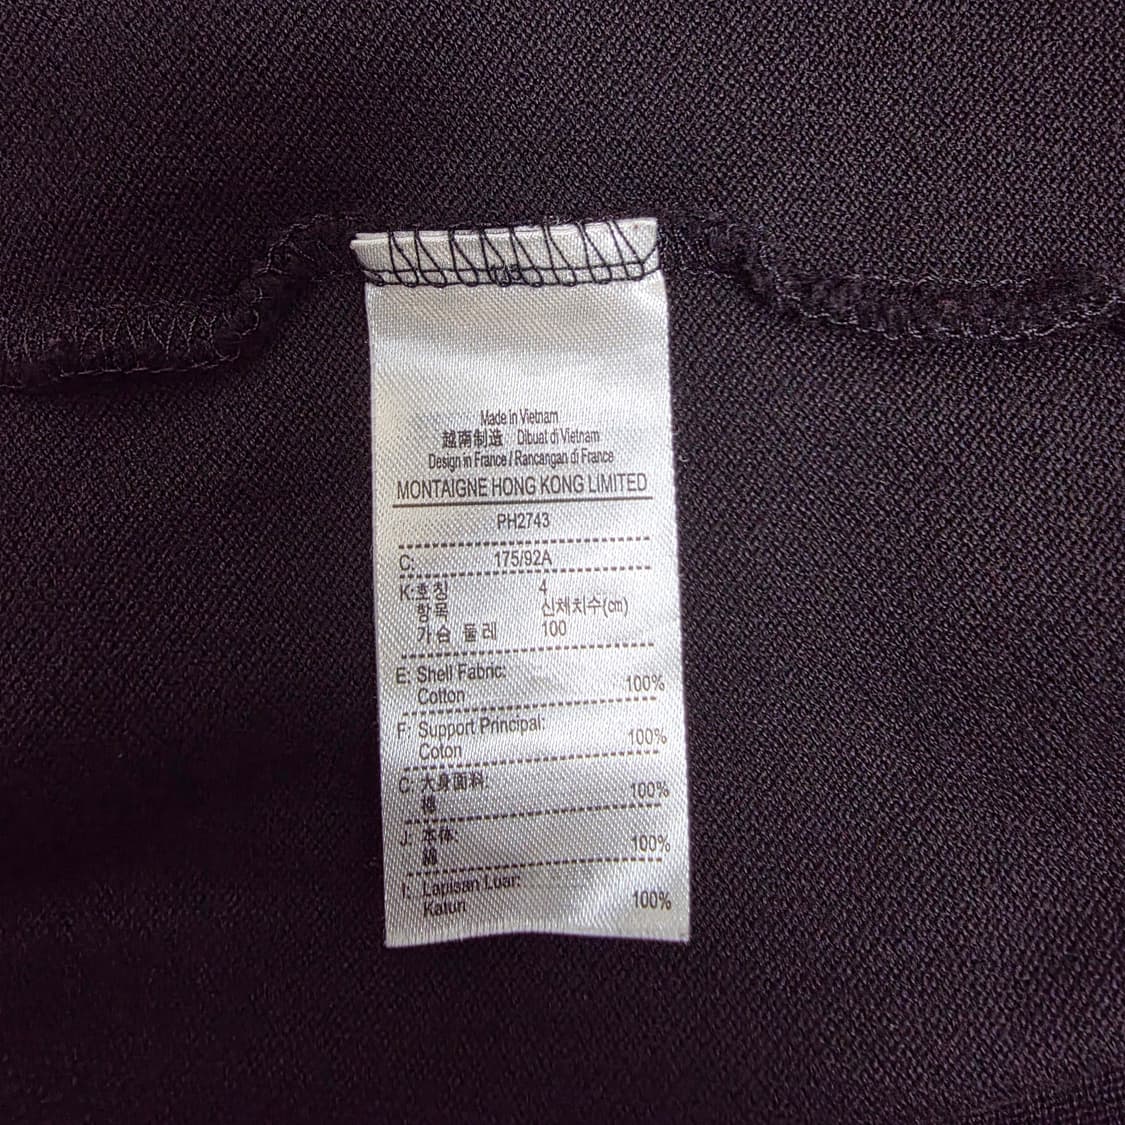 Made in Vietnam
越南制造 Dibuat di Vietnam
Design in France / Rancangan di France
MONTAIGNE HONG KONG LIMITED
PH2743
C: 175/92A
K: 호칭 4
항목 신체치수(㎝)
가슴 둘레 100
E: Shell Fabric:
Cotton 100%
F: Support Principal:
Coton 100%
C: 大身面料:
棉 100%
J: 本体:
綿 100%
I: Lapisan Luar:
Katun 100%